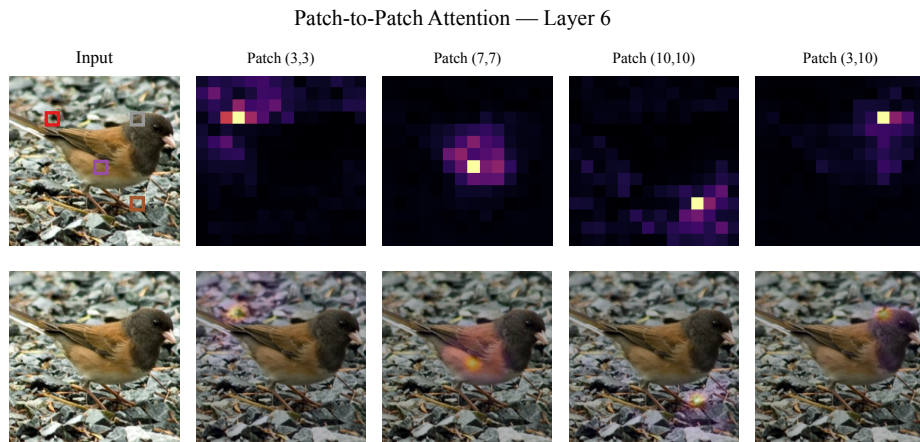 Patch-to-Patch Attention — Layer 6
Input
Patch (3,3)
Patch (7,7)
Patch (10,10)
Patch (3,10)